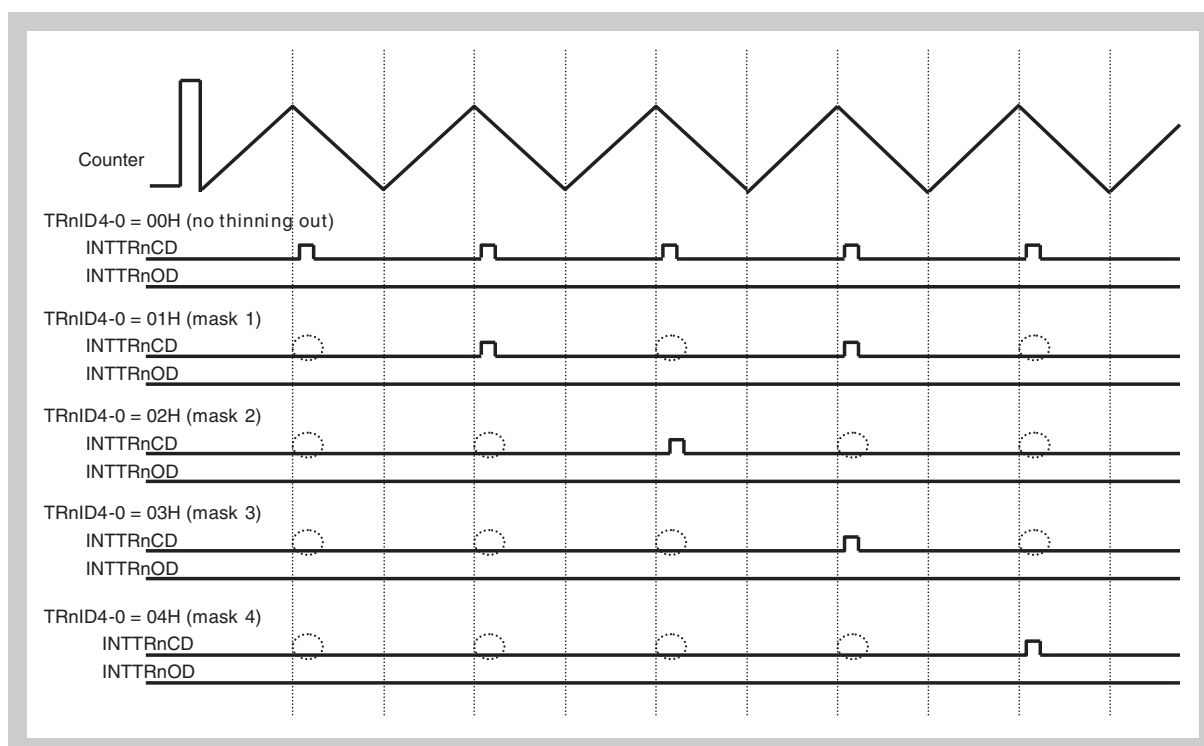 Counter
TRnID4-0 = 00H (no thinning out)
INTTRnCD
INTTRnOD
TRnID4-0 = 01H (mask 1)
INTTRnCD
INTTRnOD
TRnID4-0 = 02H (mask 2)
INTTRnCD
INTTRnOD
TRnID4-0 = 03H (mask 3)
INTTRnCD
INTTRnOD
TRnID4-0 = 04H (mask 4)
INTTRnCD
INTTRnOD